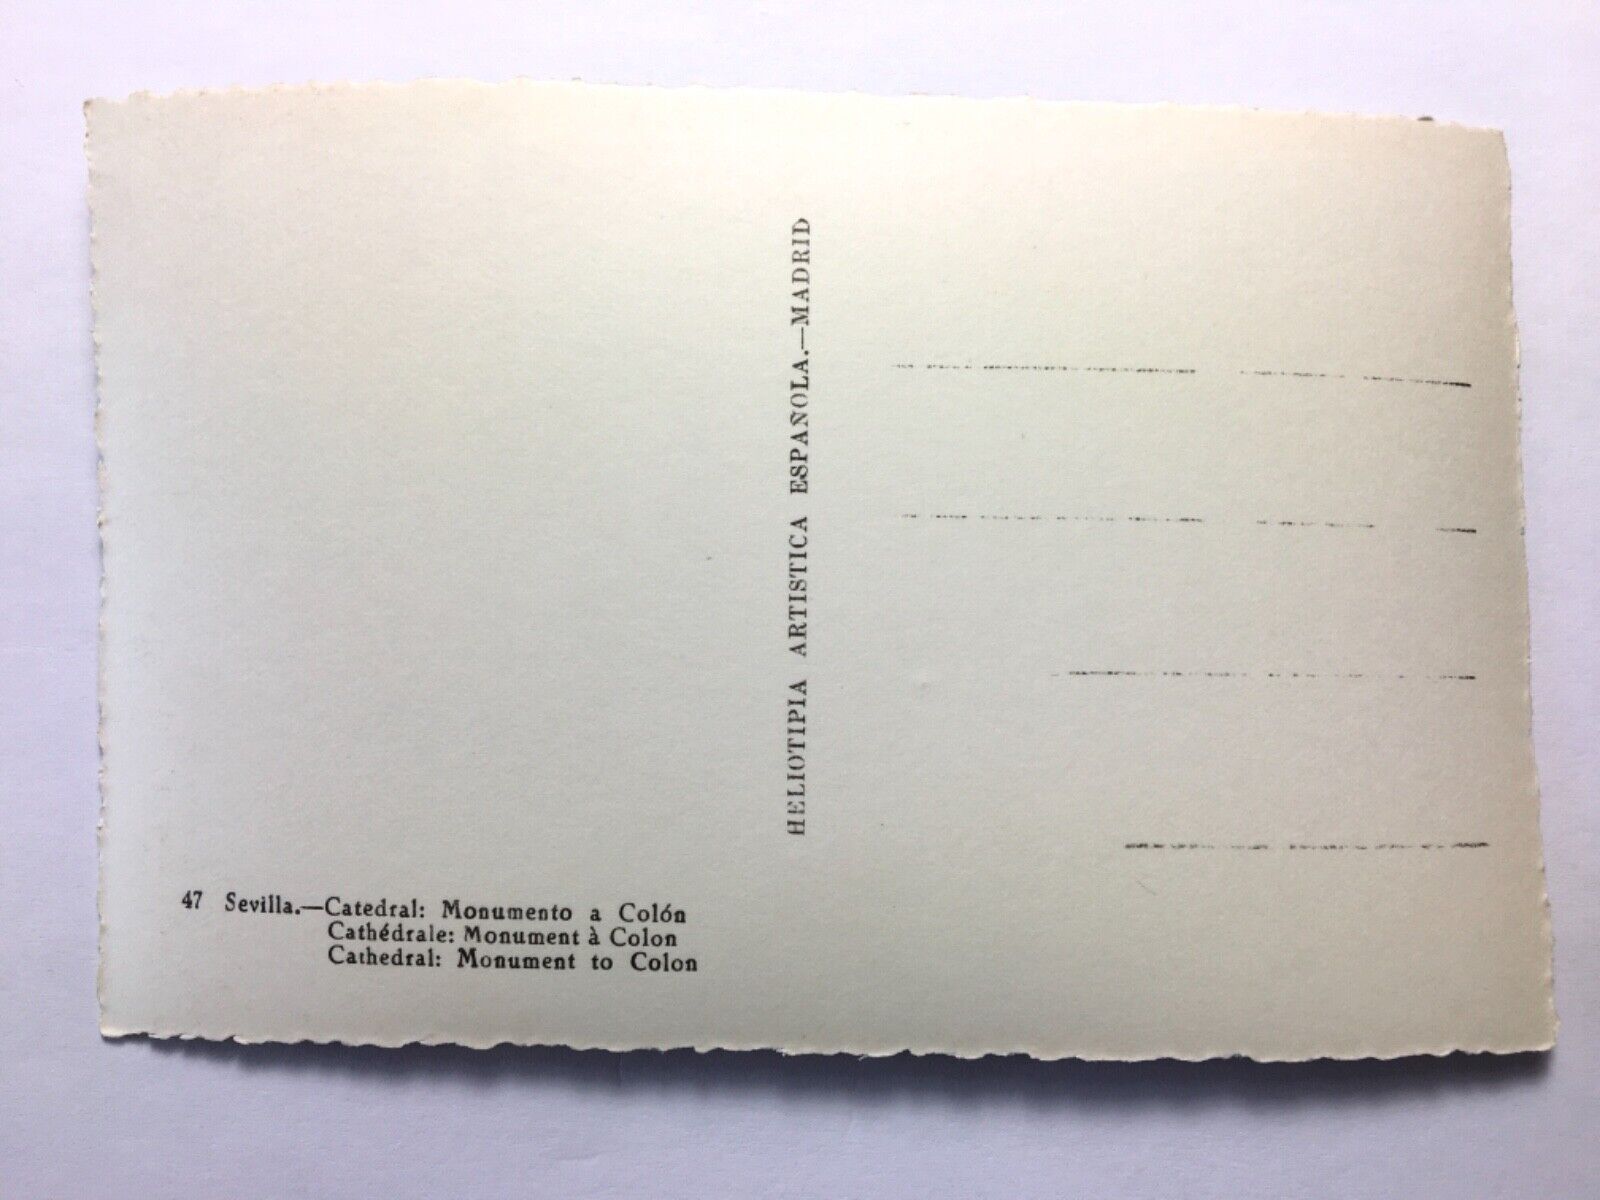 47 Sevilla.—Catedral: Monumento a Colón
Cathédrale: Monument à Colon
Cathedral: Monument to Colon
HELIOTIPIA ARTISTICA ESPAÑOLA.—MADRID